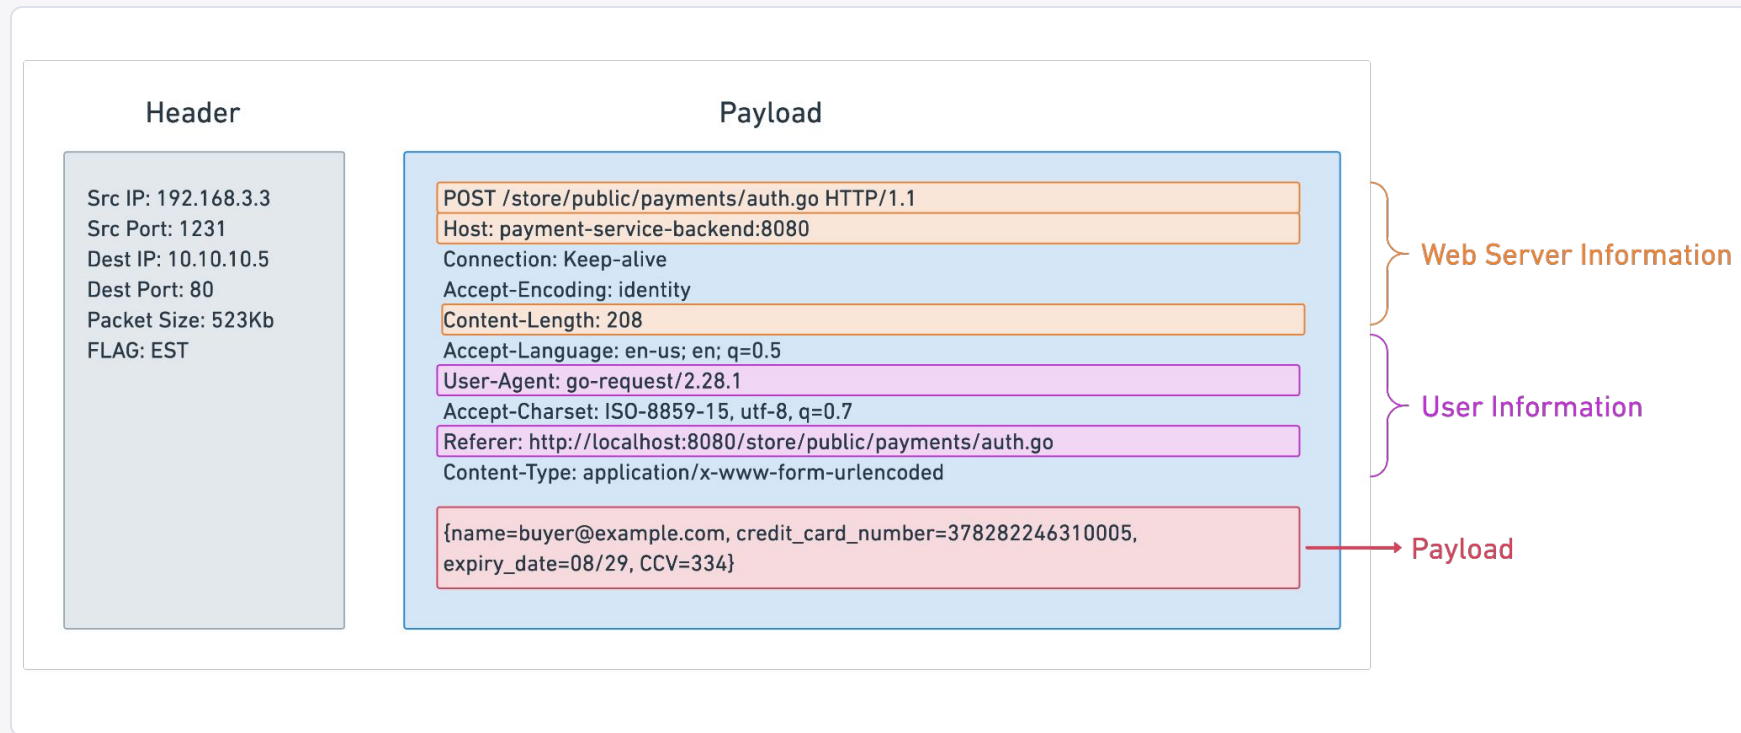 Header
Payload
Src IP: 192.168.3.3
Src Port: 1231
Dest IP: 10.10.10.5
Dest Port: 80
Packet Size: 523Kb
FLAG: EST
POST /store/public/payments/auth.go HTTP/1.1
Host: payment-service-backend:8080
Connection: Keep-alive
Accept-Encoding: identity
Content-Length: 208
Accept-Language: en-us; en; q=0.5
User-Agent: go-request/2.28.1
Accept-Charset: ISO-8859-15, utf-8, q=0.7
Referer: http://localhost:8080/store/public/payments/auth.go
Content-Type: application/x-www-form-urlencoded
{name=buyer@example.com, credit_card_number=378282246310005,
expiry_date=08/29, CCV=334}
Web Server Information
User Information
Payload